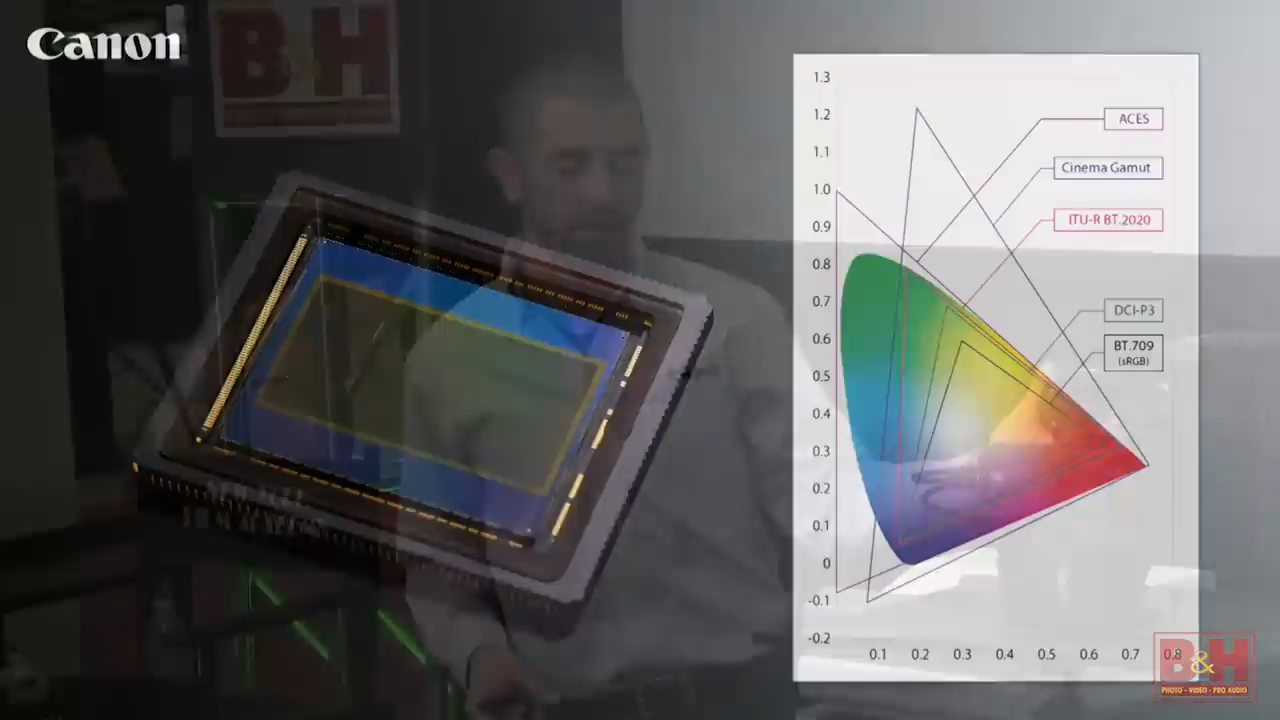 Canon
B&H
1.3
1.2
1.1
1.0
0.9
0.8
0.7
0.6
0.5
0.4
0.3
0.2
0.1
0
-0.1
-0.2
0.1 0.2 0.3 0.4 0.5 0.6 0.7 0.8
ACES
Cinema Gamut
ITU-R BT.2020
DCI-P3
BT.709
(sRGB)
B&H
PHOTO - VIDEO - PRO AUDIO